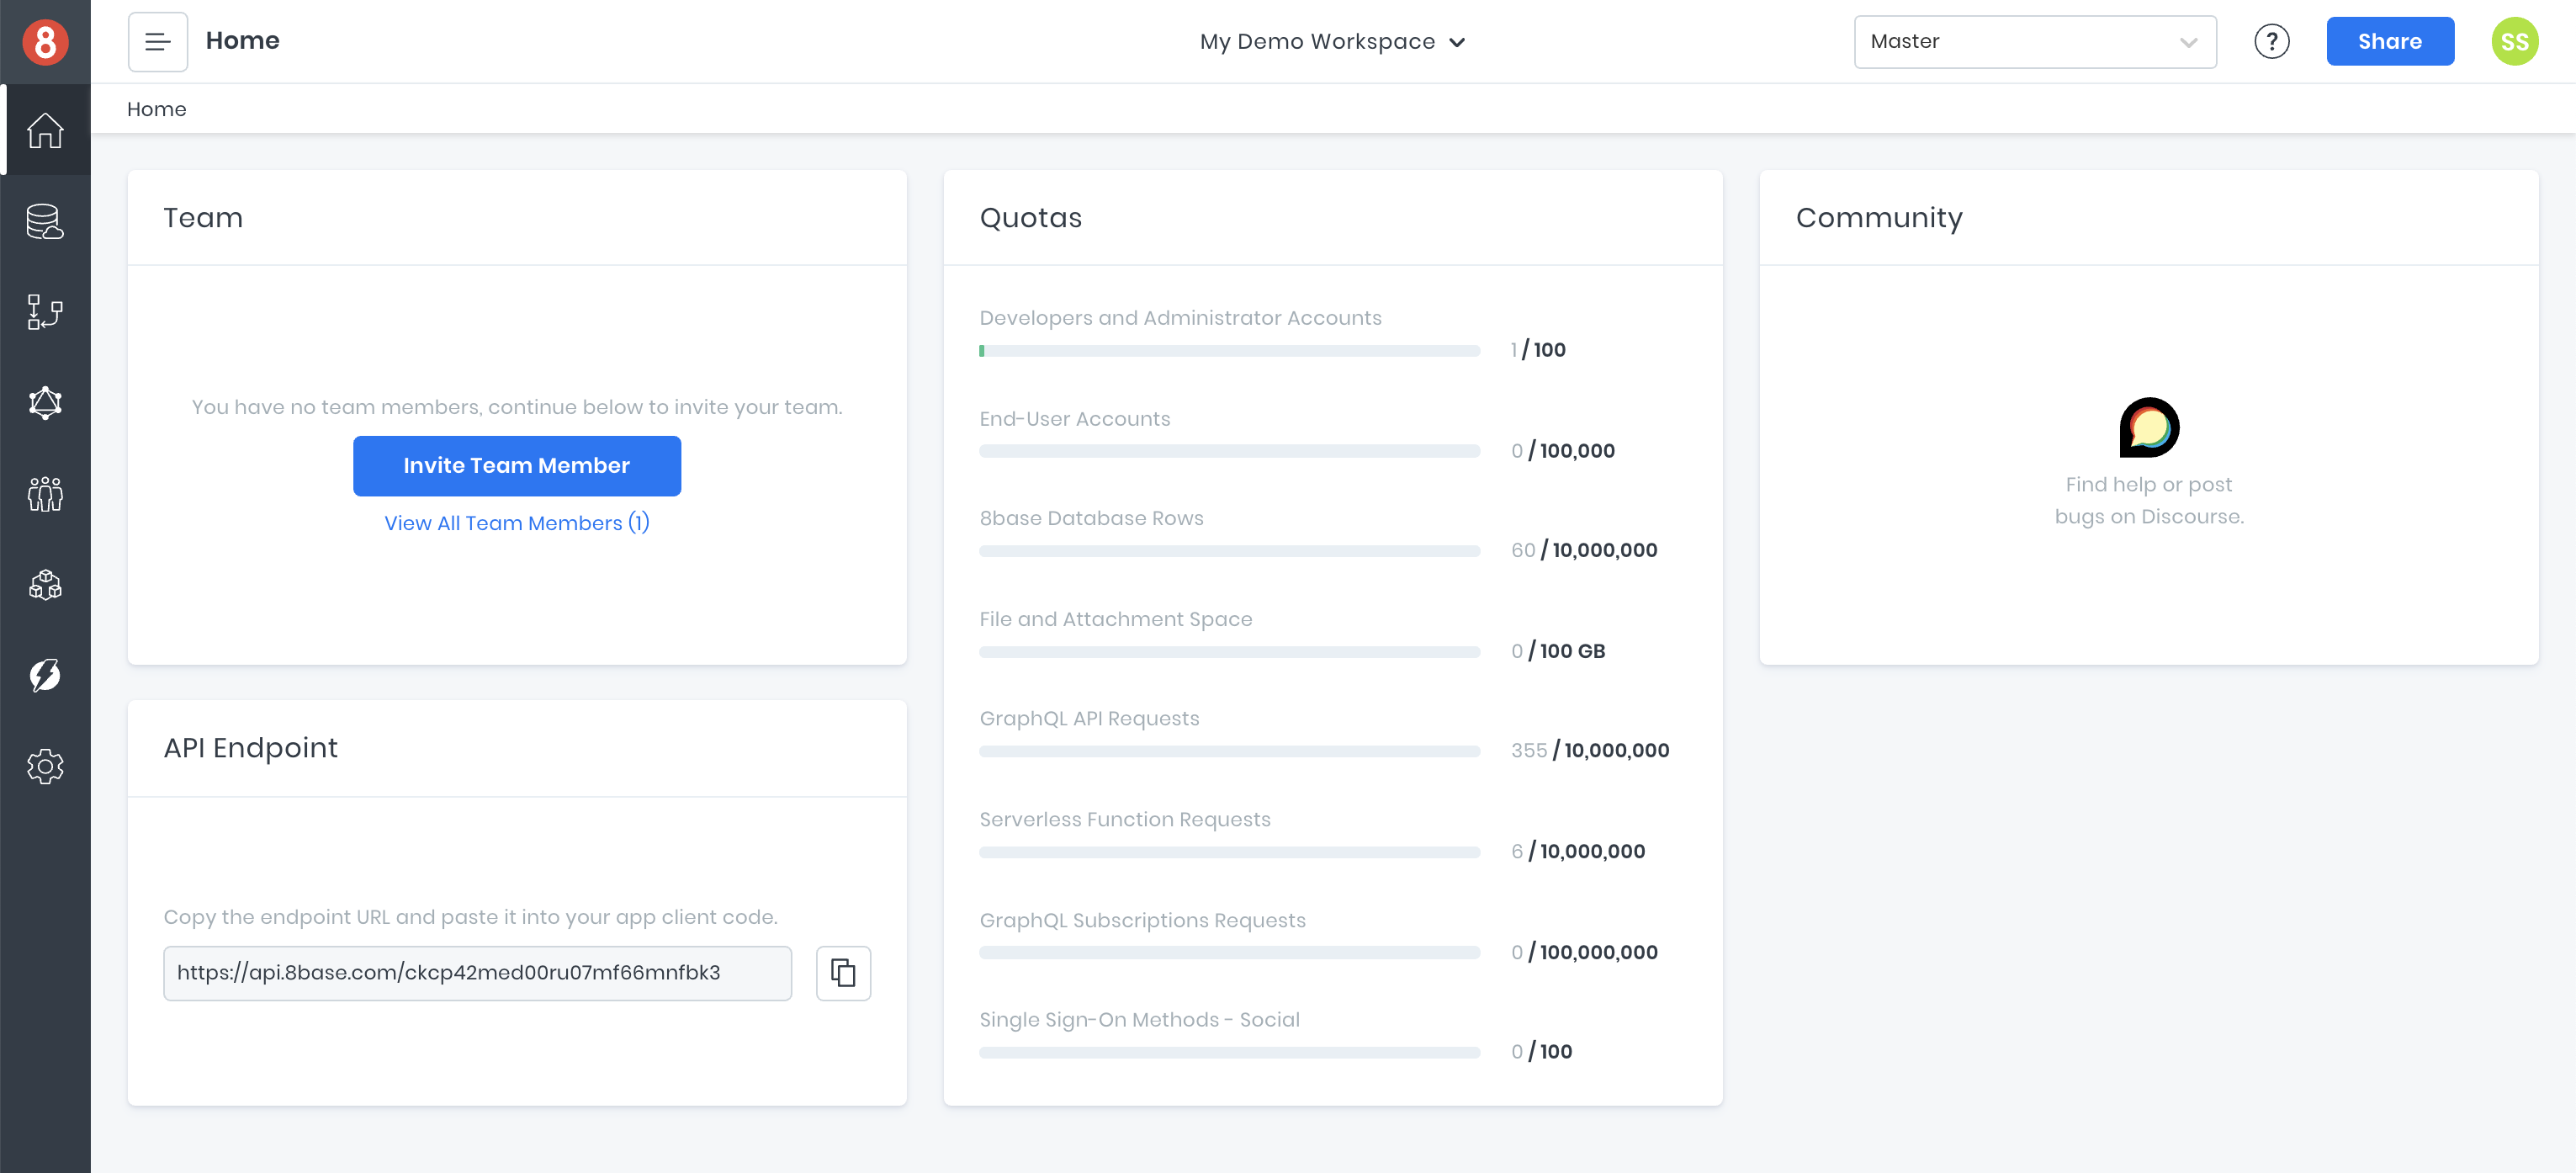 8
Home
My Demo Workspace
Master
?
Share
SS
Home
Team
You have no team members, continue below to invite your team.
Invite Team Member
View All Team Members (1)
API Endpoint
Copy the endpoint URL and paste it into your app client code.
https://api.8base.com/ckcp42med00ru07mf66mnfbk3
Quotas
Developers and Administrator Accounts
1 / 100
End-User Accounts
0 / 100,000
8base Database Rows
60 / 10,000,000
File and Attachment Space
0 / 100 GB
GraphQL API Requests
355 / 10,000,000
Serverless Function Requests
6 / 10,000,000
GraphQL Subscriptions Requests
0 / 100,000,000
Single Sign-On Methods - Social
0 / 100
Community
Find help or post
bugs on Discourse.